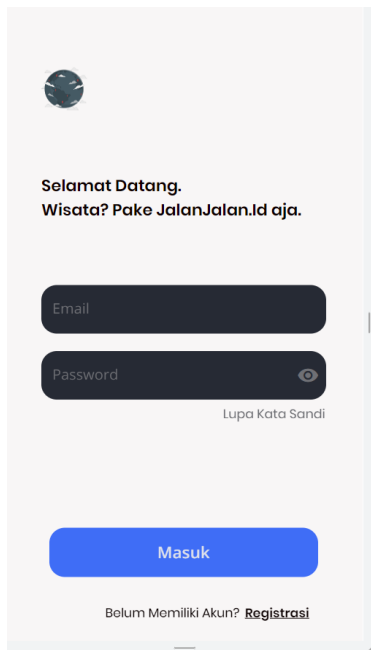 Selamat Datang.
Wisata? Pake JalanJalan.Id aja.
Email
Password
Lupa Kata Sandi
Masuk
Belum Memiliki Akun? Registrasi